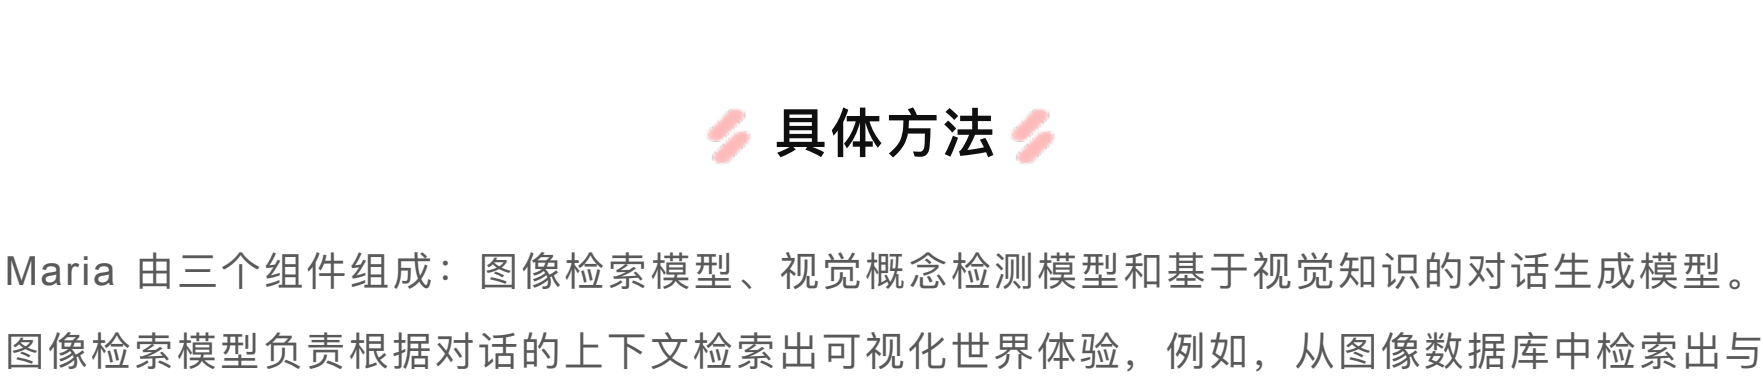 具体方法
Maria 由三个组件组成：图像检索模型、视觉概念检测模型和基于视觉知识的对话生成模型。
图像检索模型负责根据对话的上下文检索出可视化世界体验，例如，从图像数据库中检索出与